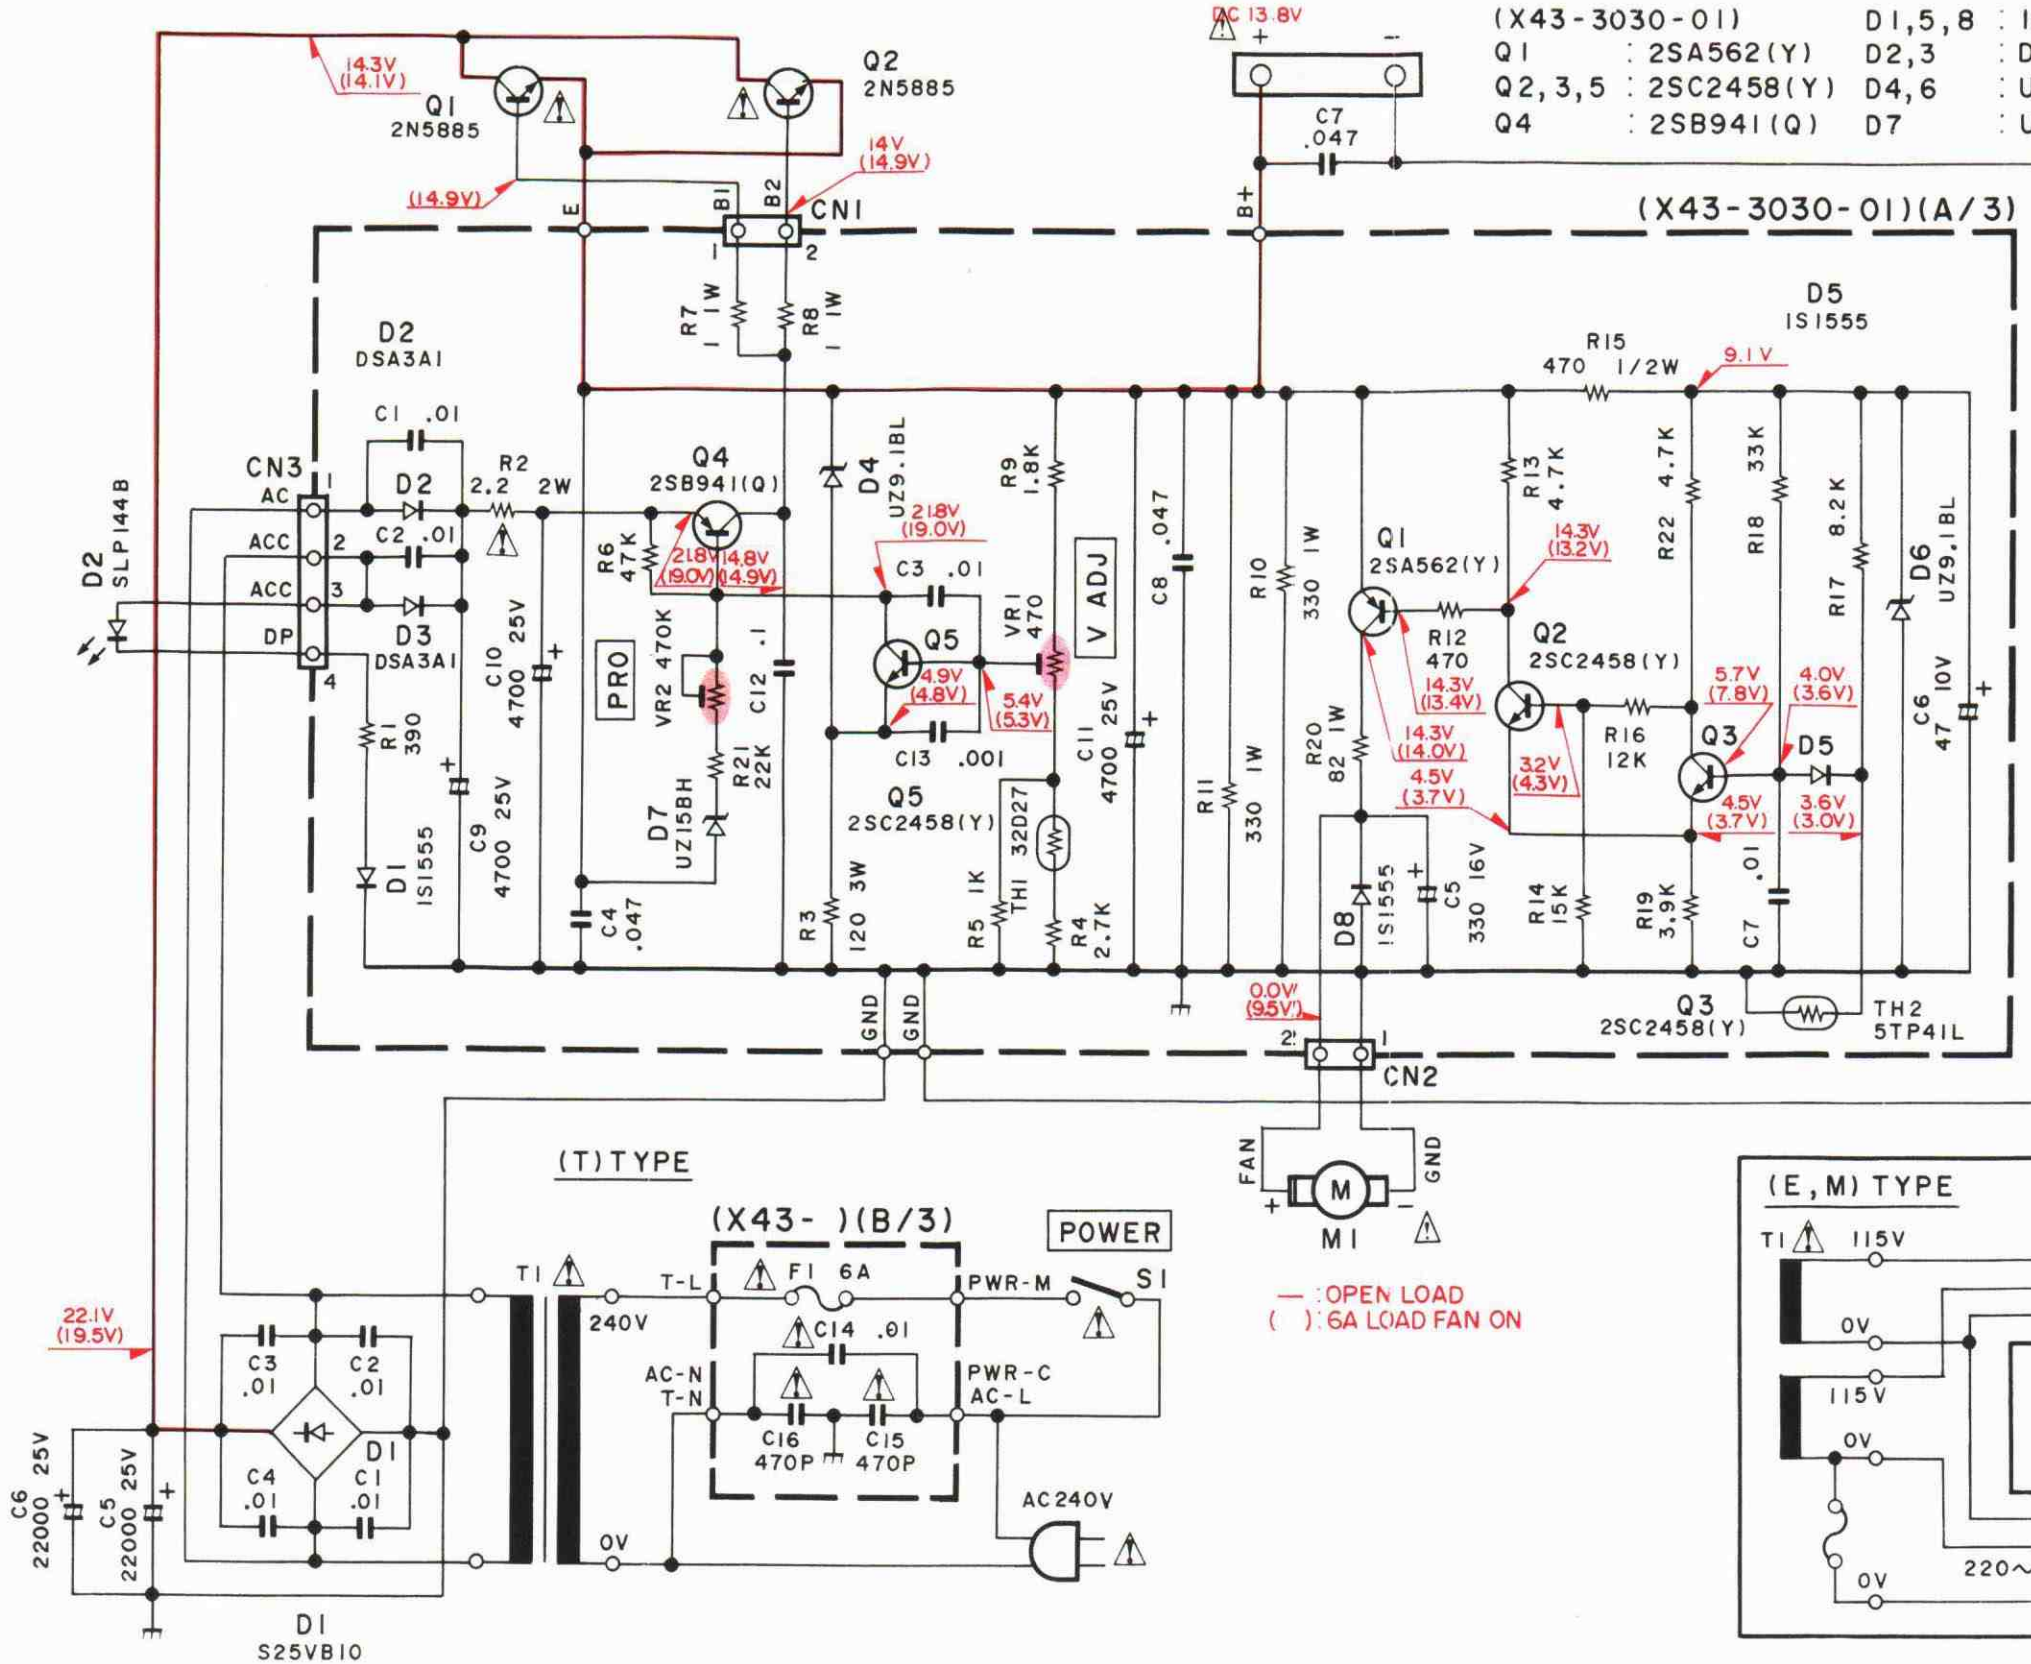 DC 13.8V
+ -
(X43-3030-01) D1,5,8 : 1
Q1 : 2SA562(Y) D2,3 : D
Q2,3,5 : 2SC2458(Y) D4,6 : U
Q4 : 2SB941(Q) D7 : U
14.3V
(14.1V)
Q1
2N5885
Q2
2N5885
14V
(14.9V)
(14.9V)
C7
.047
E
B1
B2
CN1
1
2
B+
(X43-3030-01)(A/3)
R7 1 1W
R8 1 1W
D5
1S1555
D2
DSA3A1
R15
470 1/2W
9.1V
C1 .01
CN3
1
AC
D2
R2
2.2 2W
Q4
2SB941(Q)
D4
UZ9.1BL
R9
1.8K
R13
4.7K
R22 4.7K
R18 33K
R17 8.2K
D6
UZ9.1BL
C2 .01
ACC
2
ACC
3
DP
4
D2
SLP144B
D3
DSA3A1
R6
47K
21.8V
(19.0V)
14.8V
(14.9V)
21.8V
(19.0V)
C3 .01
VR1
470
V ADJ
C8 .047
R10
330 1W
Q1
2SA562(Y)
14.3V
(13.2V)
R12
470
Q2
2SC2458(Y)
14.3V
(13.4V)
C10
4700 25V
+
PRO
VR2 470K
C12 .1
Q5
4.9V
(4.8V)
5.4V
(5.3V)
C13 .001
C11
4700 25V
+
R20
82 1W
14.3V
(14.0V)
4.5V
(3.7V)
3.2V
(4.3V)
R16
12K
5.7V
(7.8V)
4.0V
(3.6V)
Q3
D5
4.5V
(3.7V)
3.6V
(3.0V)
C6
47 10V
+
R1
390
+
C9
4700 25V
R21
22K
D7
UZ15BH
Q5
2SC2458(Y)
R11
330 1W
D1
1S1555
C4
.047
R3
120 3W
R5 1K
TH1 32D27
R4
2.7K
D8
1S1555
+
C5
330 16V
R14
15K
R19
3.9K
C7 .01
0.0V
(9.5V)
GND
GND
2
1
CN2
Q3
2SC2458(Y)
TH2
5TP41L
FAN
GND
+
M
-
M1
(T) TYPE
(X43- )(B/3)
POWER
T1
T-L
F1 6A
PWR-M
S1
240V
C14 .01
AC-N
T-N
PWR-C
AC-L
C16
470P
C15
470P
AC240V
0V
— : OPEN LOAD
( ): 6A LOAD FAN ON
22.1V
(19.5V)
C3
.01
C2
.01
D1
C4
.01
C1
.01
C6
22000 25V
+
C5
22000 25V
+
D1
S25VB10
(E,M) TYPE
T1
115V
0V
115V
0V
220~
0V